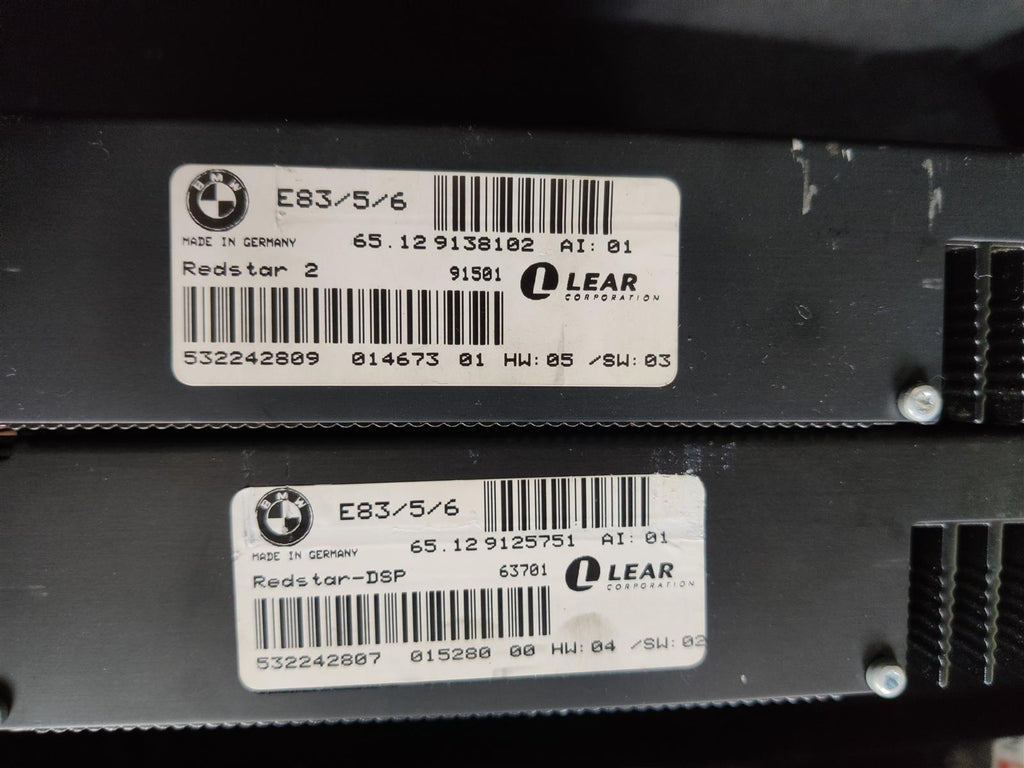 BMW
E83/5/6
MADE IN GERMANY
65.12 9138102 AI: 01
Redstar 2 91501 LEAR
CORPORATION
532242809 014673 01 HW: 05 /SW: 03
BMW
E83/5/6
MADE IN GERMANY
65.12 9125751 AI: 01
Redstar-DSP 63701 LEAR
CORPORATION
532242807 015280 00 HW: 04 /SW: 02